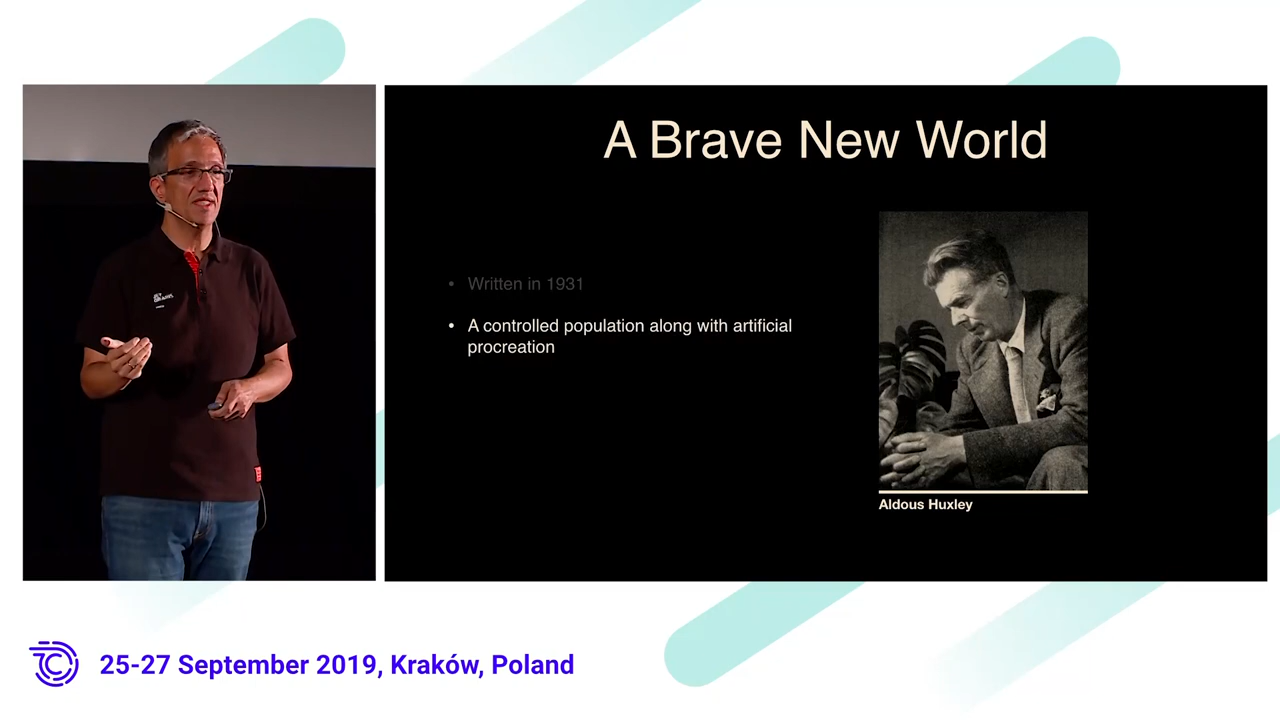 A Brave New World
• Written in 1931
• A controlled population along with artificial
procreation
Aldous Huxley
25-27 September 2019, Kraków, Poland